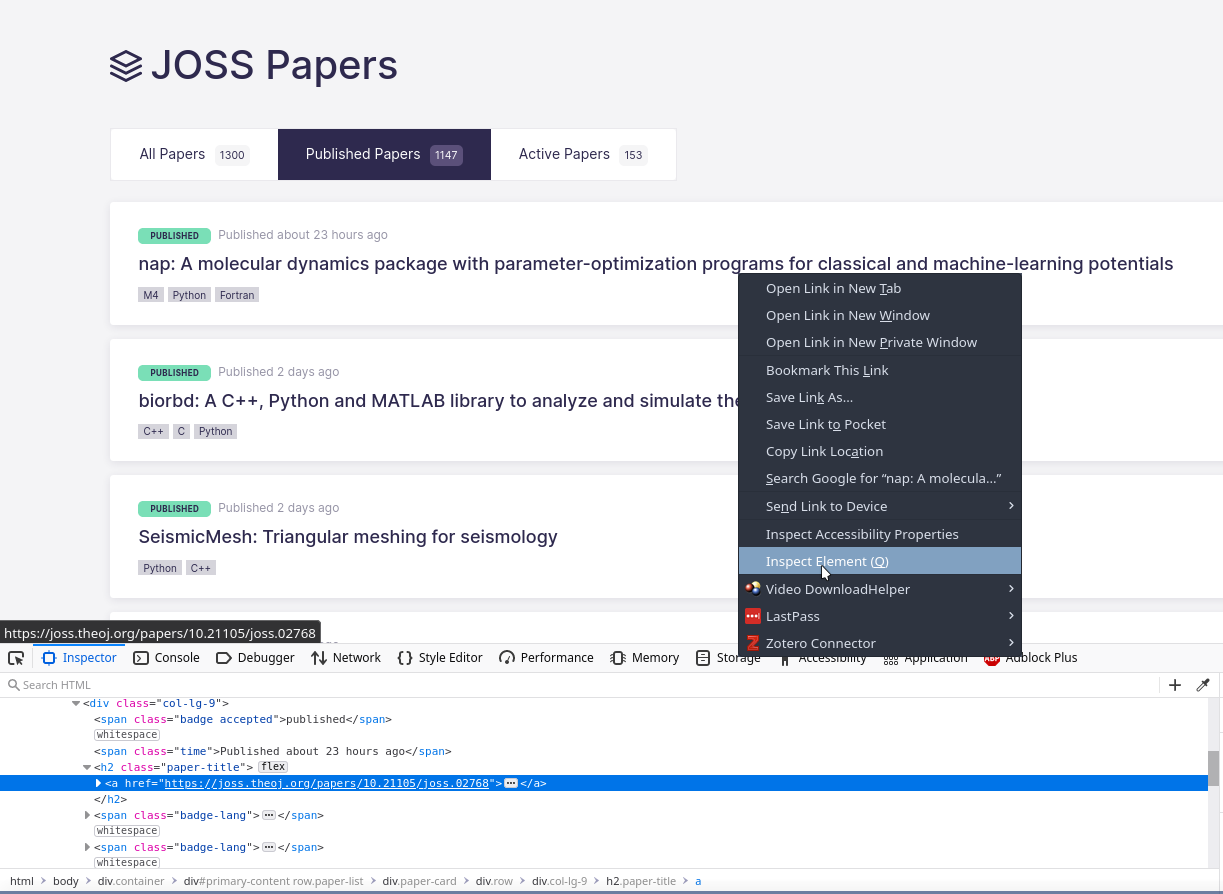 JOSS Papers
All Papers 1300 Published Papers 1147 Active Papers 153
PUBLISHED Published about 23 hours ago
nap: A molecular dynamics package with parameter-optimization programs for classical and machine-learning potentials
M4 Python Fortran
PUBLISHED Published 2 days ago
biorbd: A C++, Python and MATLAB library to analyze and simulate the
C++ C Python
PUBLISHED Published 2 days ago
SeismicMesh: Triangular meshing for seismology
Python C++
Open Link in New Tab
Open Link in New Window
Open Link in New Private Window
Bookmark This Link
Save Link As...
Save Link to Pocket
Copy Link Location
Search Google for “nap: A molecula...”
Send Link to Device
Inspect Accessibility Properties
Inspect Element (Q)
Video DownloadHelper
LastPass
Zotero Connector
https://joss.theoj.org/papers/10.21105/joss.02768
Inspector Console Debugger Network Style Editor Performance Memory Storage Accessibility Application ABP Adblock Plus
Search HTML
<div class="col-lg-9">
<span class="badge accepted">published</span>
whitespace
<span class="time">Published about 23 hours ago</span>
<h2 class="paper-title"> flex
<a href="https://joss.theoj.org/papers/10.21105/joss.02768">…</a>
</h2>
<span class="badge-lang">…</span>
whitespace
<span class="badge-lang">…</span>
whitespace
html > body > div.container > div#primary-content row.paper-list > div.paper-card > div.row > div.col-lg-9 > h2.paper-title > a